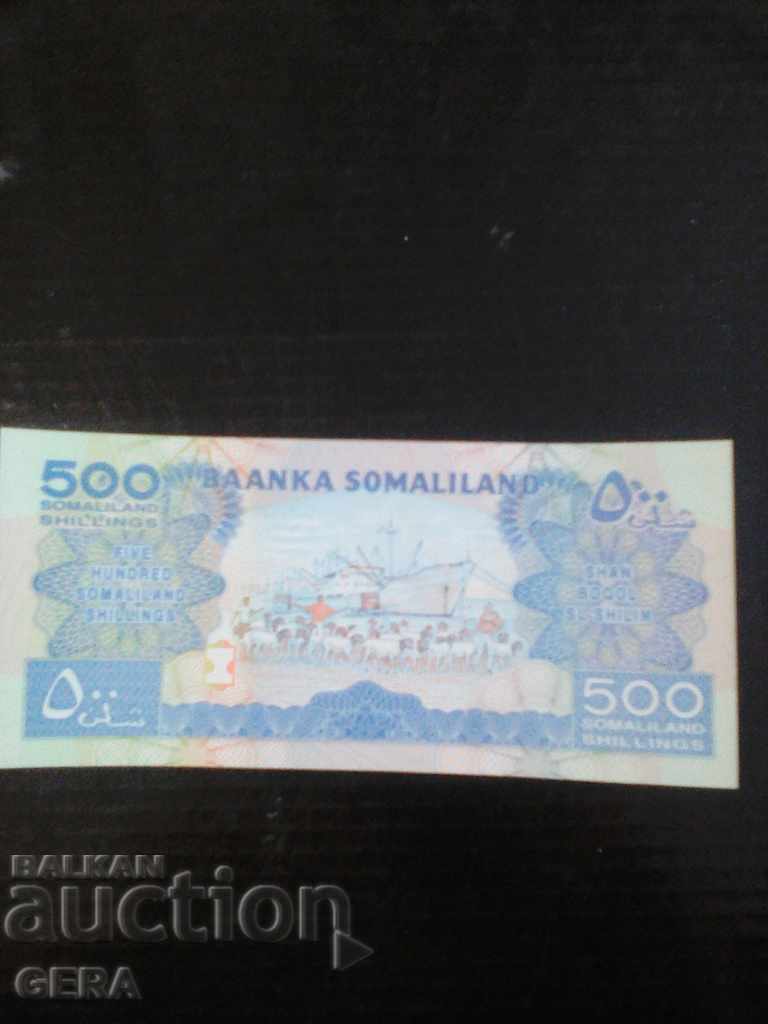 500
SOMALILAND
SHILLINGS
BAANKA SOMALILAND
٥٠٠
شلن
FIVE
HUNDRED
SOMALILAND
SHILLINGS
SHAN
BOQOL
SL SHILIN
٥٠٠
شلن
500
SOMALILAND
SHILLINGS
BALKAN
auction
GERA